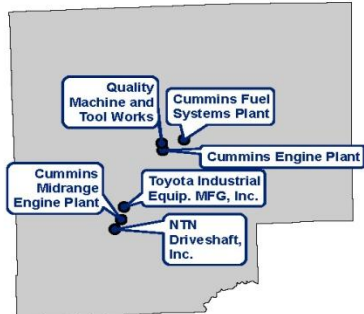 Quality
Machine and
Tool Works
Cummins Fuel
Systems Plant
Cummins Engine Plant
Cummins
Midrange
Engine Plant
Toyota Industrial
Equip. MFG, Inc.
NTN
Driveshaft,
Inc.